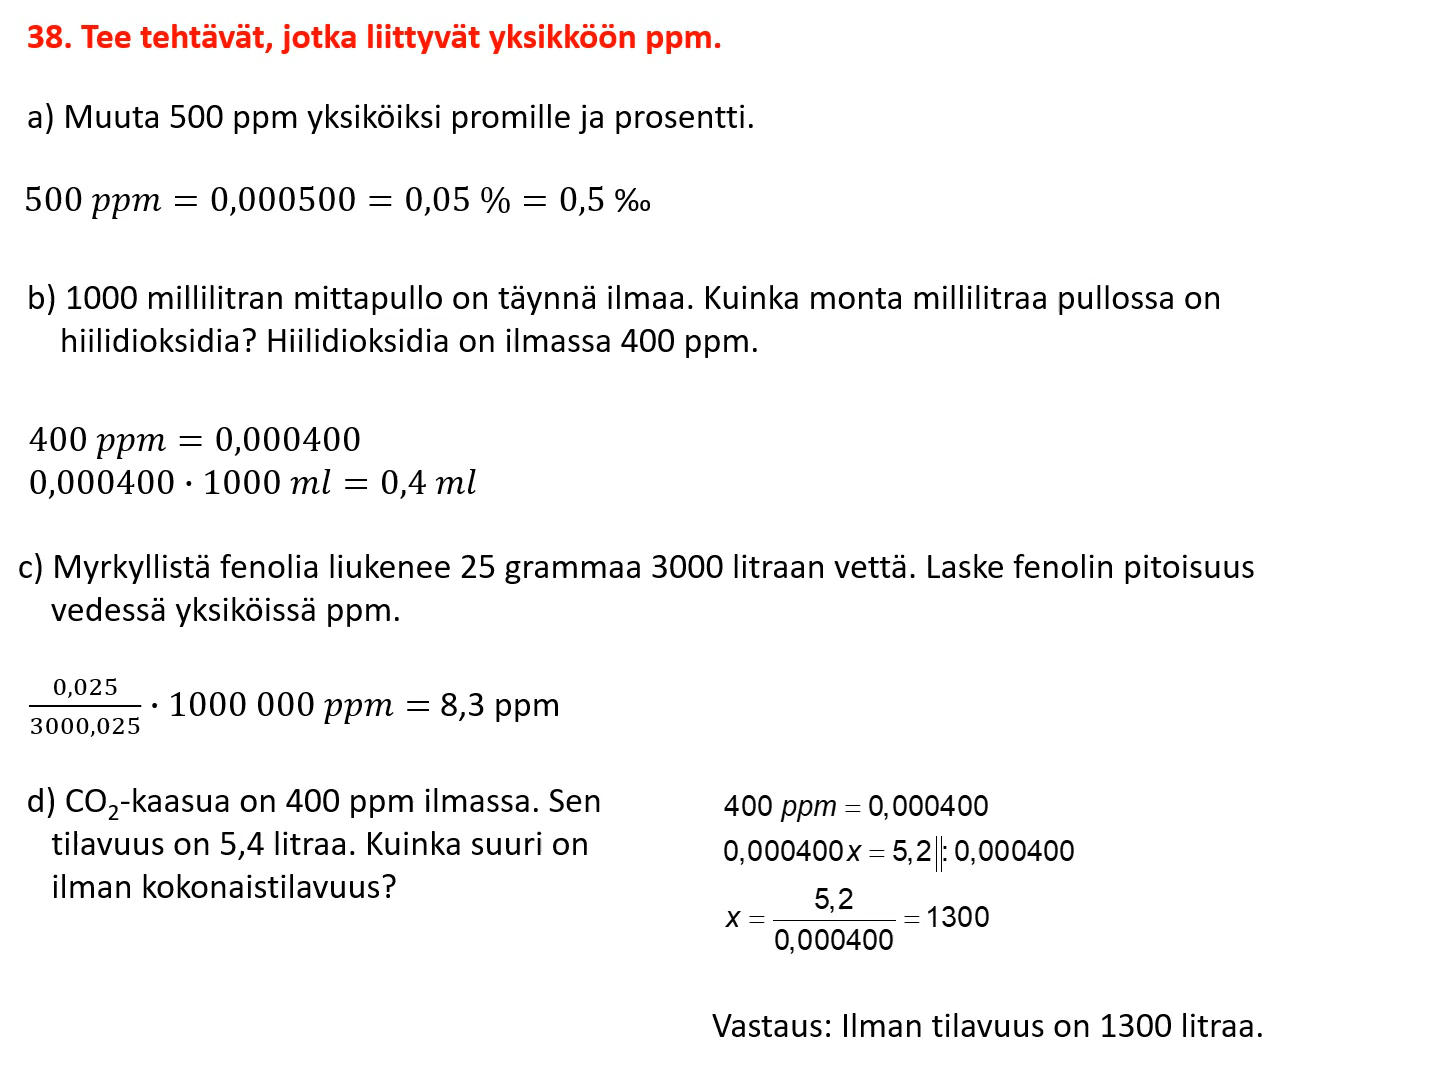 38. Tee tehtävät, jotka liittyvät yksikköön ppm.
a) Muuta 500 ppm yksiköiksi promille ja prosentti.
500 ppm = 0,000500 = 0,05 % = 0,5 ‰
b) 1000 millilitran mittapullo on täynnä ilmaa. Kuinka monta millilitraa pullossa on
hiilidioksidia? Hiilidioksidia on ilmassa 400 ppm.
400 ppm = 0,000400
0,000400 · 1000 ml = 0,4 ml
c) Myrkyllistä fenolia liukenee 25 grammaa 3000 litraan vettä. Laske fenolin pitoisuus
vedessä yksiköissä ppm.
0,025/3000,025 · 1000 000 ppm = 8,3 ppm
d) CO₂-kaasua on 400 ppm ilmassa. Sen
tilavuus on 5,4 litraa. Kuinka suuri on
ilman kokonaistilavuus?
400 ppm = 0,000400
0,000400x = 5,2‖: 0,000400
x = 5,2/0,000400 = 1300
Vastaus: Ilman tilavuus on 1300 litraa.